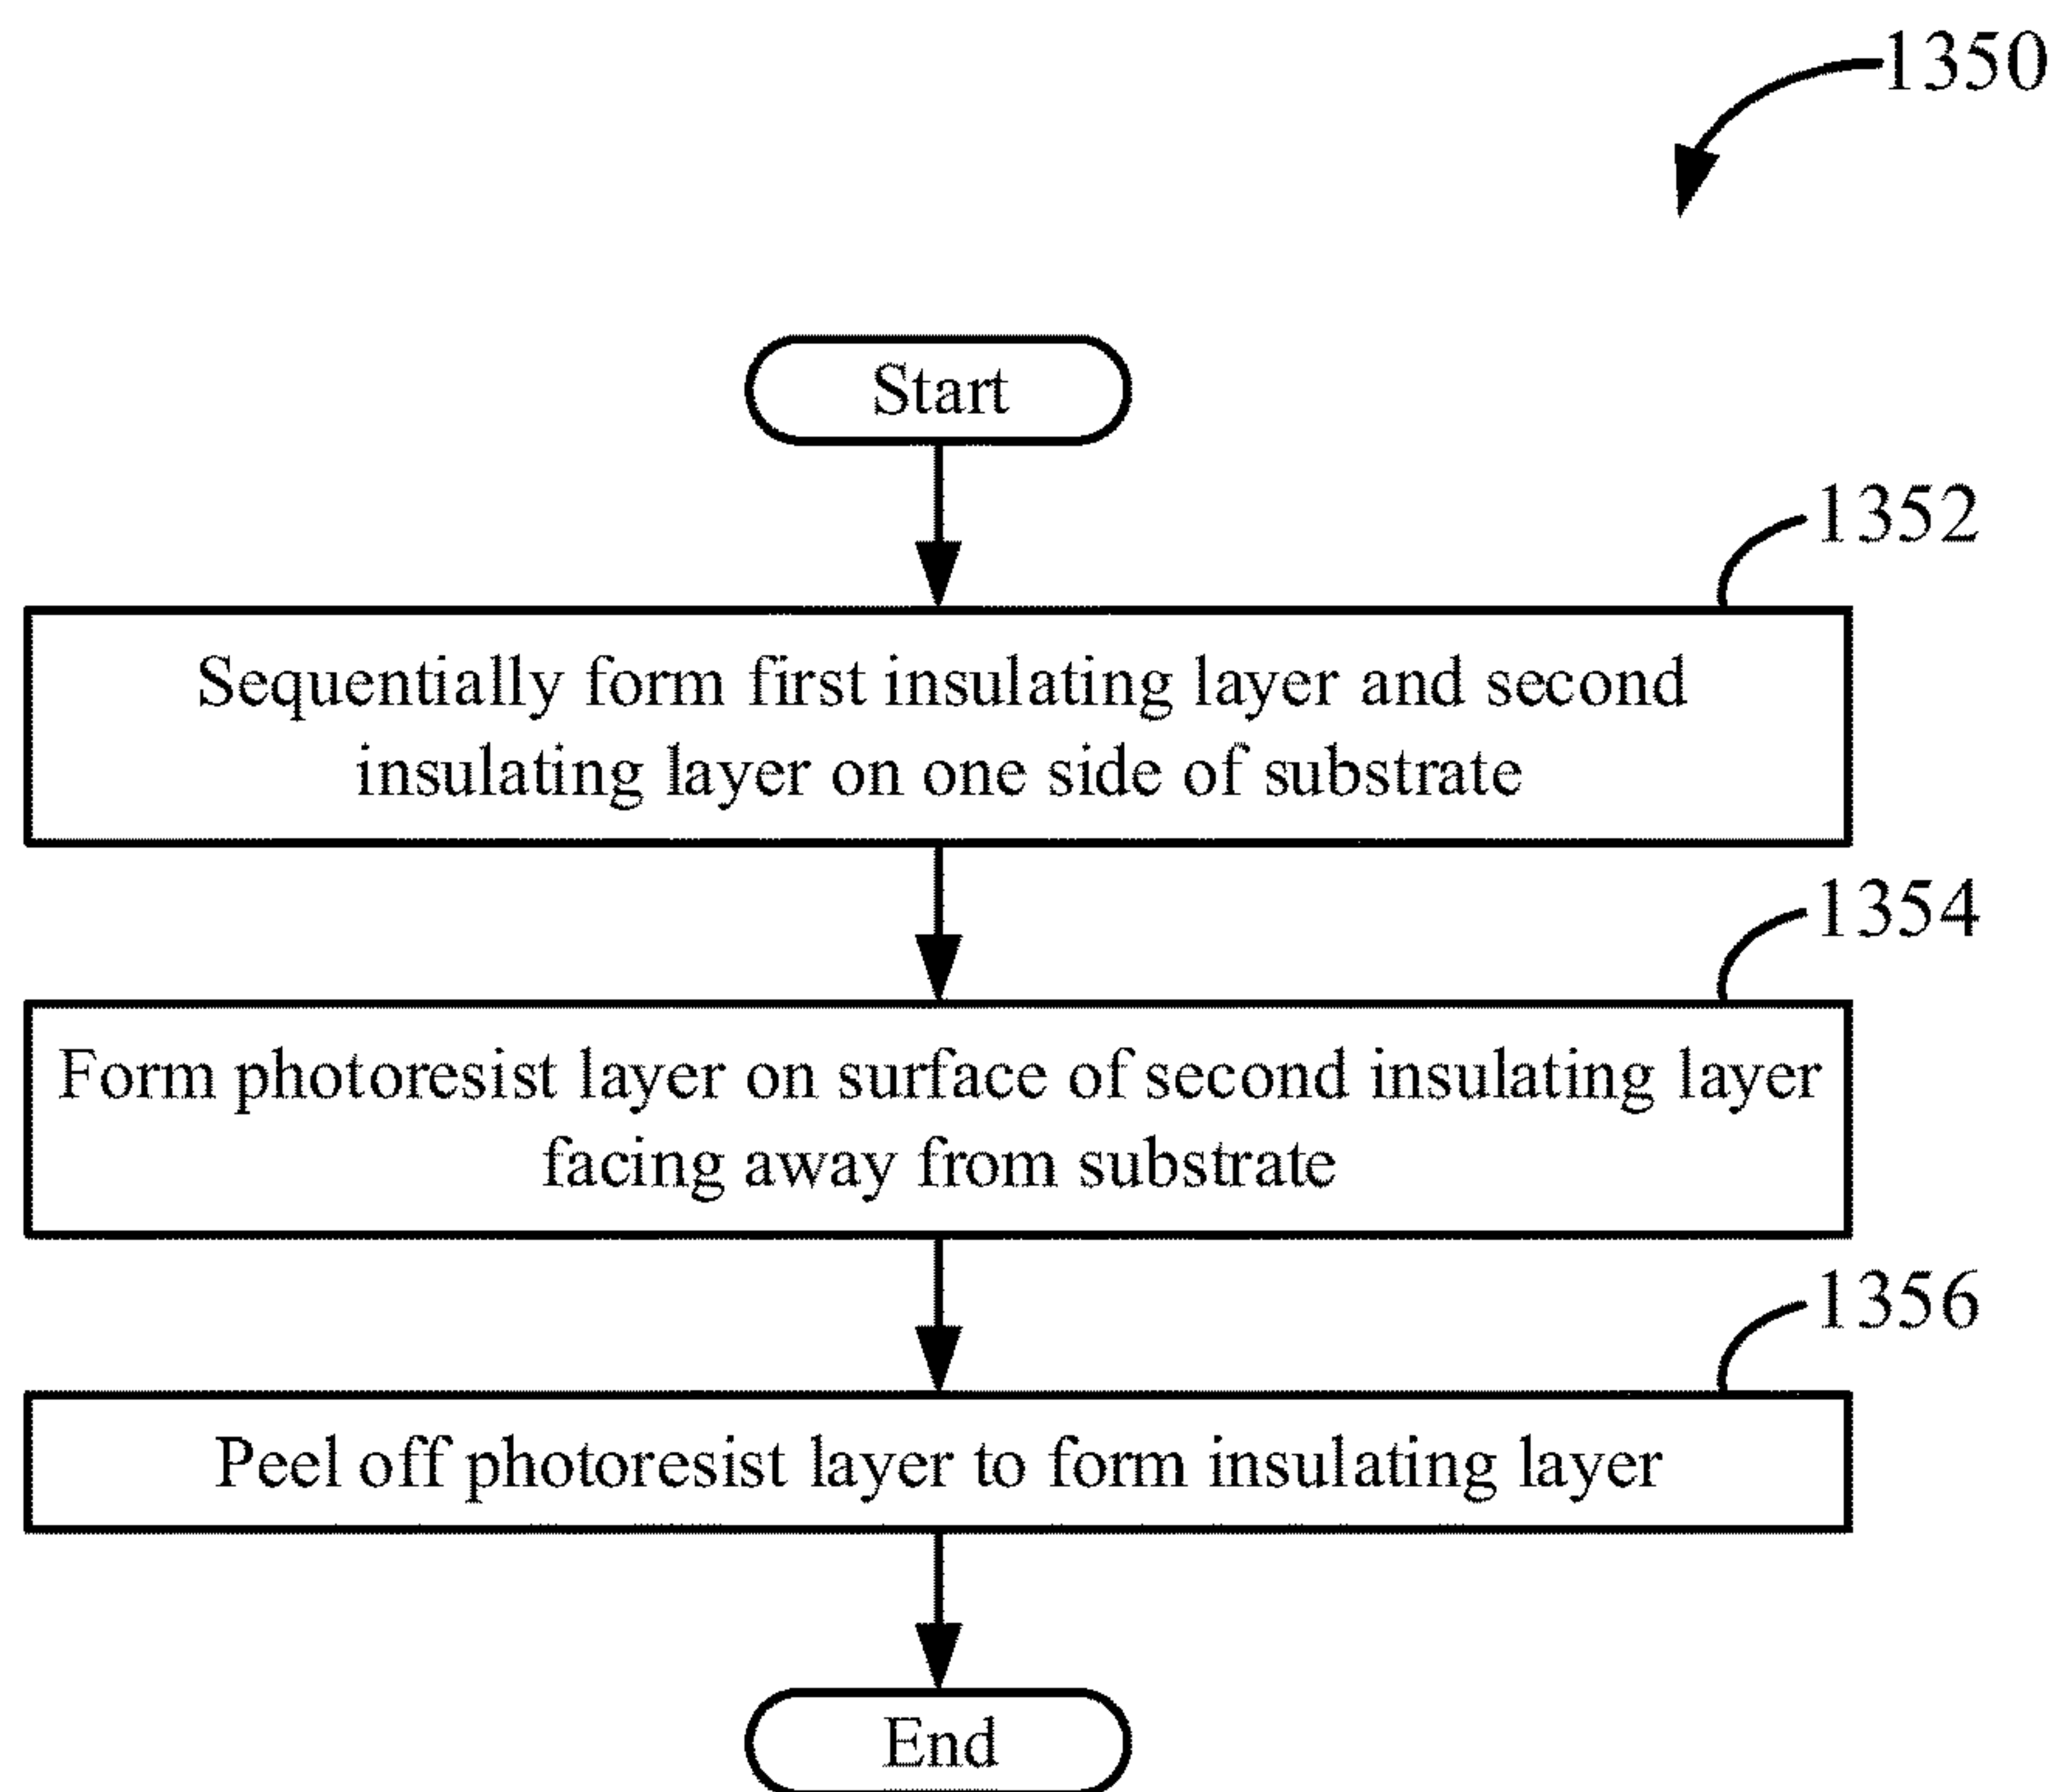 1350
Start
1352
Sequentially form first insulating layer and second
insulating layer on one side of substrate
1354
Form photoresist layer on surface of second insulating layer
facing away from substrate
1356
Peel off photoresist layer to form insulating layer
End